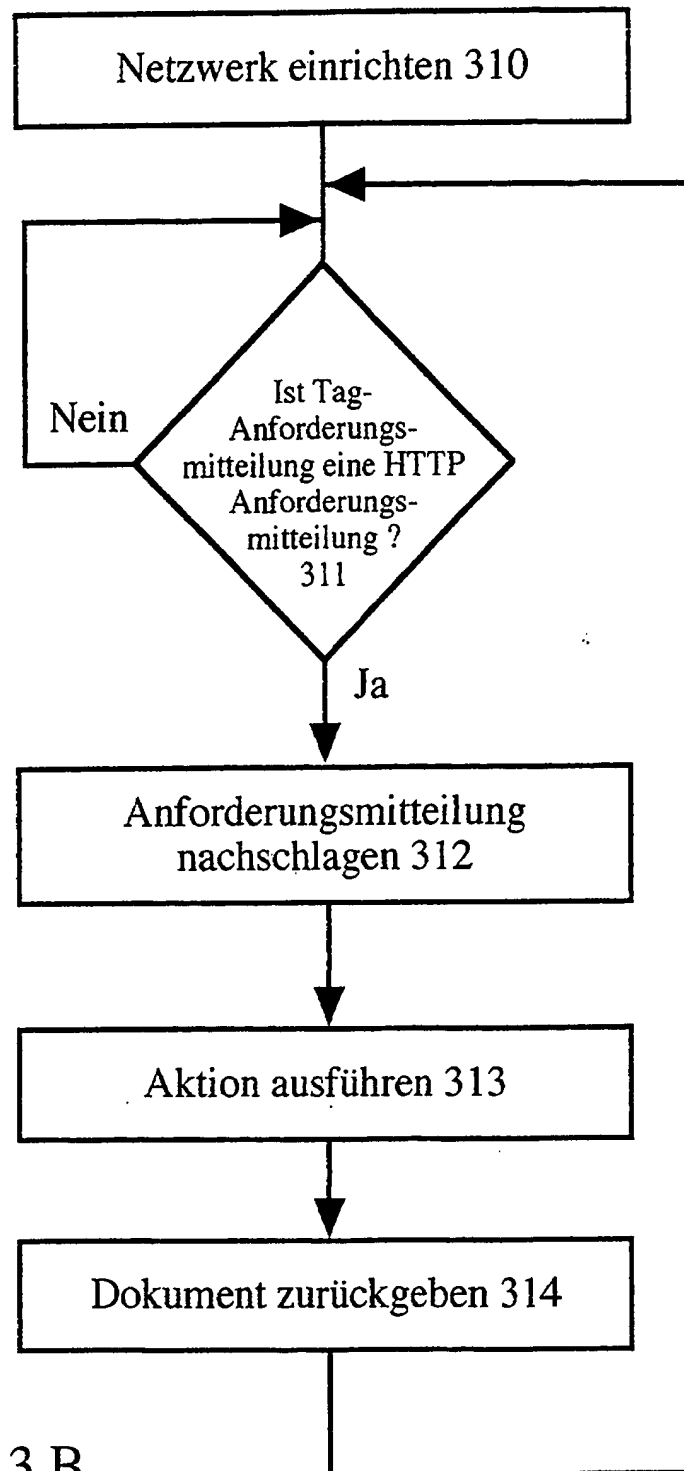 Netzwerk einrichten 310
Nein
Ist Tag-
Anforderungs-
mitteilung eine HTTP
Anforderungs-
mitteilung ?
311
Ja
Anforderungsmitteilung
nachschlagen 312
Aktion ausführen 313
Dokument zurückgeben 314
3 B